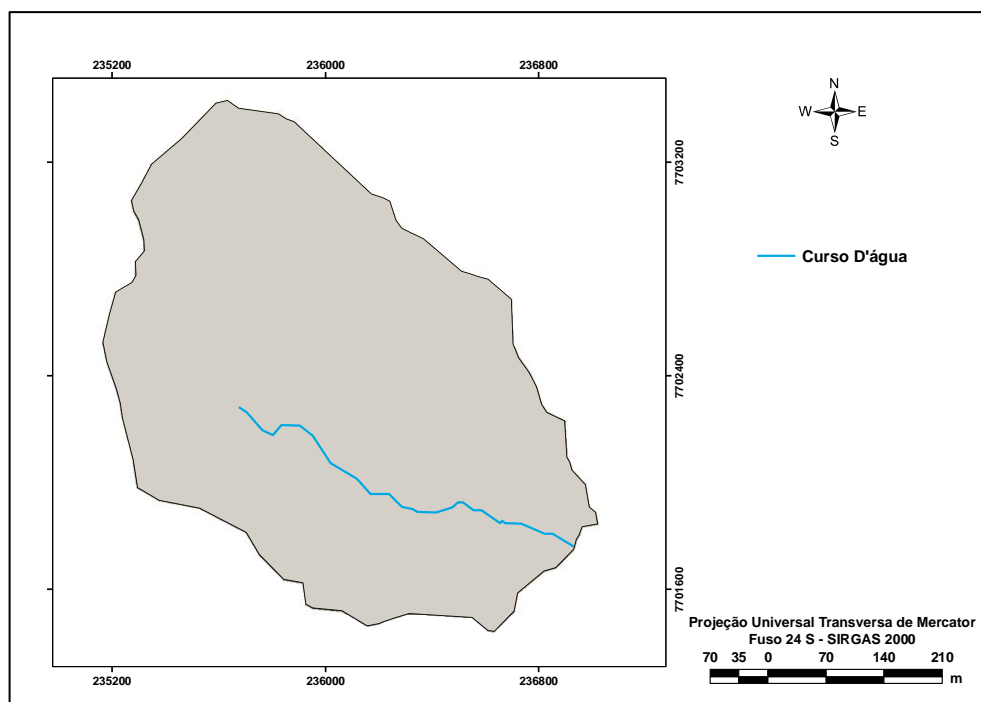 235200 236000 236800
N
W E
S
7703200
Curso D'água
7702400
7701600
Projeção Universal Transversa de Mercator
Fuso 24 S - SIRGAS 2000
70 35 0 70 140 210
m
235200 236000 236800